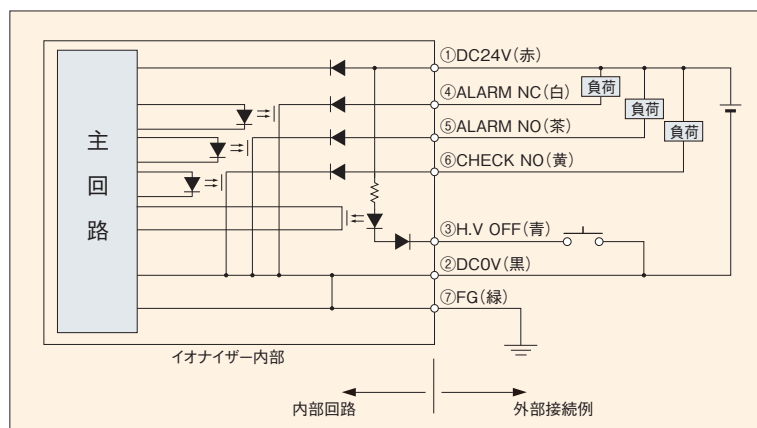 ①DC24V(赤)
④ALARM NC(白)
負荷
⑤ALARM NO(茶)
負荷
⑥CHECK NO(黄)
負荷
主回路
③H.V OFF(青)
②DC0V(黒)
⑦FG(緑)
イオナイザー内部
内部回路
外部接続例